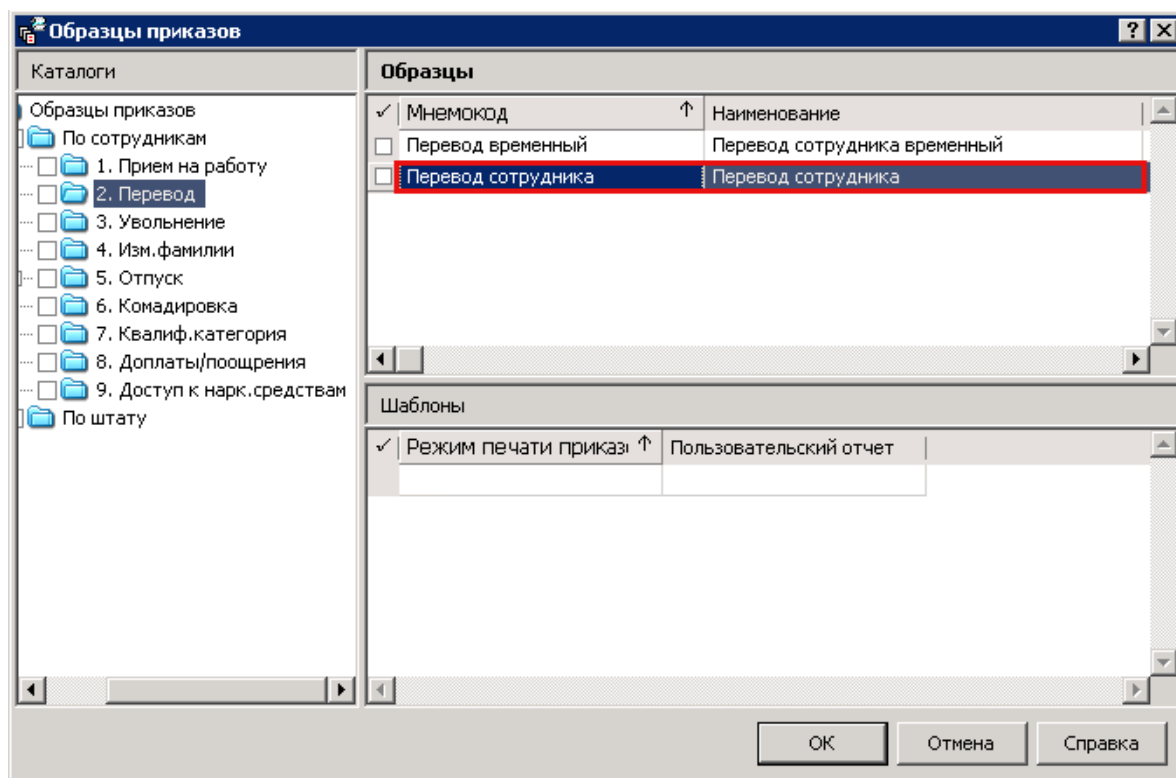 Образцы приказов
Каталоги
Образцы приказов
По сотрудникам
1. Прием на работу
2. Перевод
3. Увольнение
4. Изм.фамилии
5. Отпуск
6. Комадировка
7. Квалиф.категория
8. Доплаты/поощрения
9. Доступ к нарк.средствам
По штату
Образцы
Мнемокод Наименование
Перевод временный Перевод сотрудника временный
Перевод сотрудника Перевод сотрудника
Шаблоны
Режим печати приказ Пользовательский отчет
ОК Отмена Справка